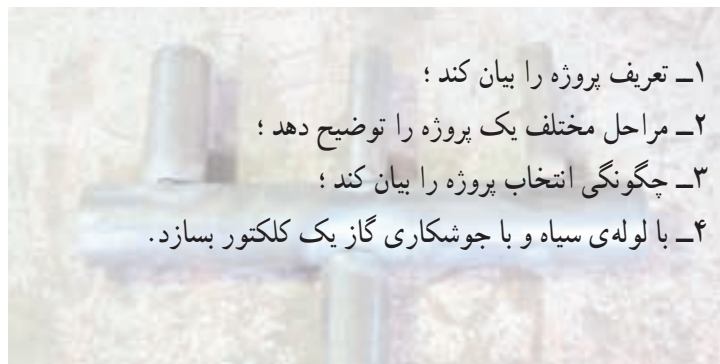 ۱ــ تعریف پروژه را بیان کند ؛
۲ــ مراحل مختلف یک پروژه را توضیح دهد ؛
۳ــ چگونگی انتخاب پروژه را بیان کند ؛
۴ــ با لوله‌ی سیاه و با جوشکاری گاز یک کلکتور بسازد.